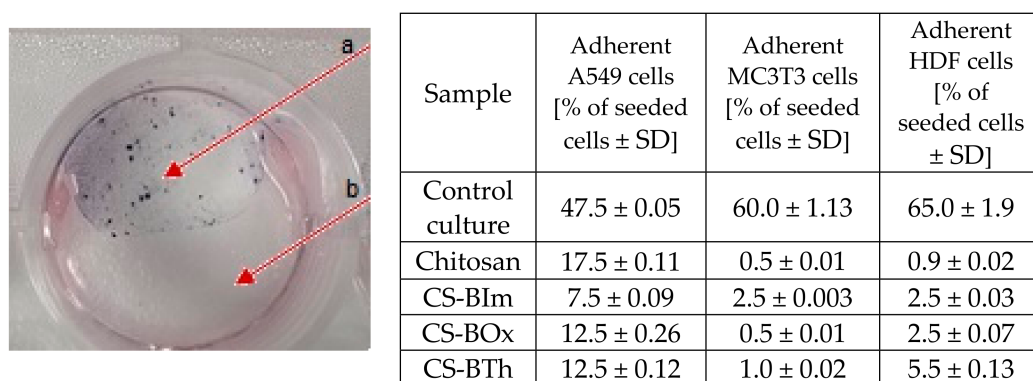 a
b
Sample
Adherent
A549 cells
[% of seeded
cells ± SD]
Adherent
MC3T3 cells
[% of seeded
cells ± SD]
Adherent
HDF cells
[% of
seeded cells
± SD]
Control
culture
47.5 ± 0.05
60.0 ± 1.13
65.0 ± 1.9
Chitosan
17.5 ± 0.11
0.5 ± 0.01
0.9 ± 0.02
CS-BIm
7.5 ± 0.09
2.5 ± 0.003
2.5 ± 0.03
CS-BOx
12.5 ± 0.26
0.5 ± 0.01
2.5 ± 0.07
CS-BTh
12.5 ± 0.12
1.0 ± 0.02
5.5 ± 0.13